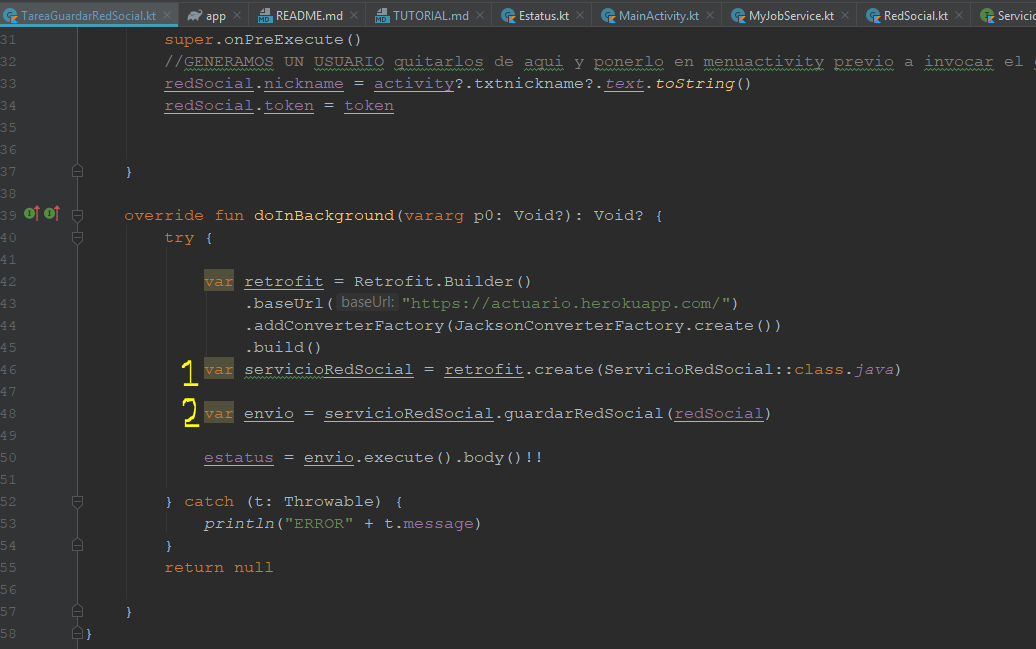 TareaGuardarRedSocial.kt × app × README.md × TUTORIAL.md × Estatus.kt × MainActivity.kt × MyJobService.kt × RedSocial.kt × Servicio
31 super.onPreExecute()
32 //GENERAMOS UN USUARIO quitarlos de aqui y ponerlo en menuactivity previo a invocar el
33 redSocial.nickname = activity?.txtnickname?.text.toString()
34 redSocial.token = token
35
36
37 }
38
39 override fun doInBackground(vararg p0: Void?): Void? {
40 try {
41
42 var retrofit = Retrofit.Builder()
43 .baseUrl( baseUrl: "https://actuario.herokuapp.com/")
44 .addConverterFactory(JacksonConverterFactory.create())
45 .build()
46 1 var servicioRedSocial = retrofit.create(ServicioRedSocial::class.java)
47
48 2 var envio = servicioRedSocial.guardarRedSocial(redSocial)
49
50 estatus = envio.execute().body()!!
51
52 } catch (t: Throwable) {
53 println("ERROR" + t.message)
54 }
55 return null
56
57 }
58 }